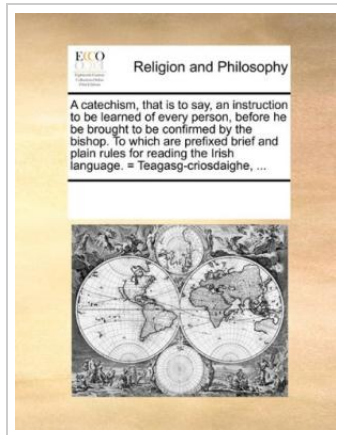 ECCO
Religion and Philosophy
A catechism, that is to say, an instruction
to be learned of every person, before he
be brought to be confirmed by the
bishop. To which are prefixed brief and
plain rules for reading the Irish
language. = Teagasg-criosdaighe, ...